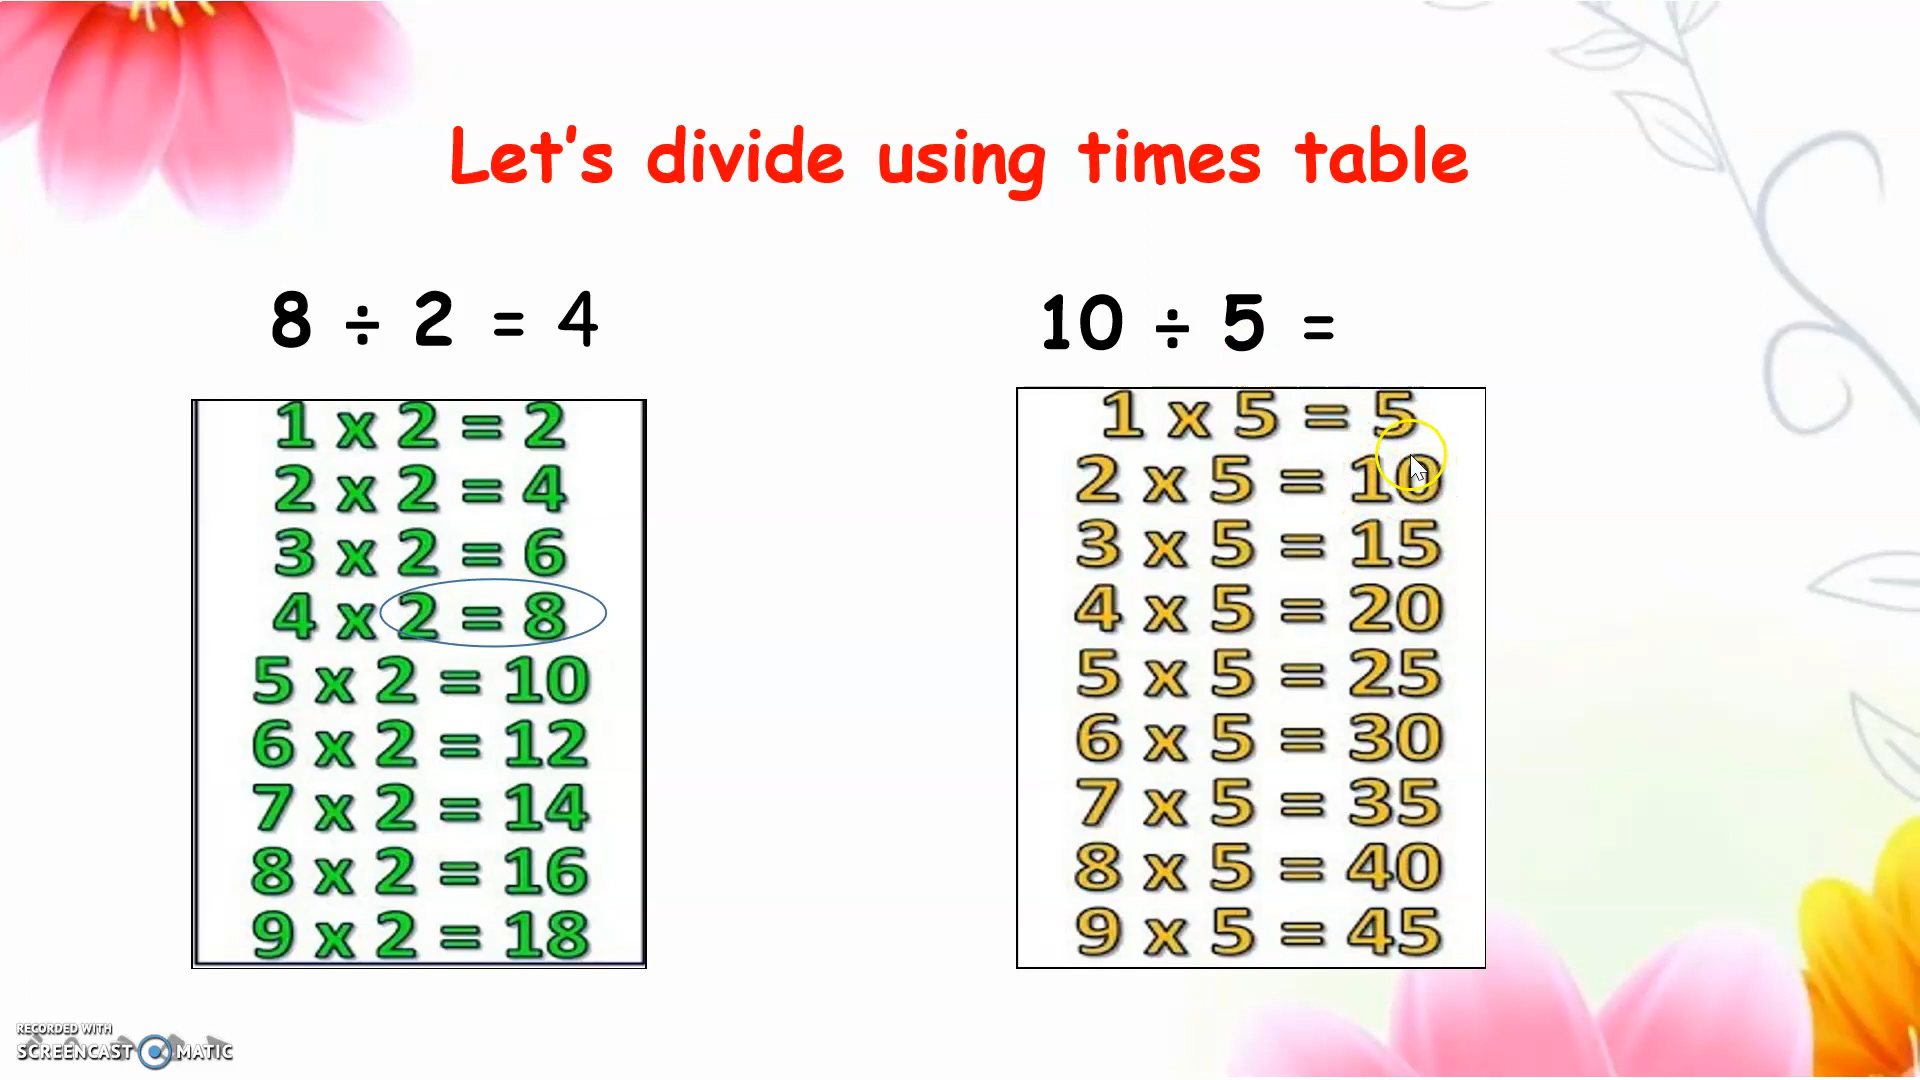 Let's divide using times table
8 ÷ 2 = 4
1 x 2 = 2
2 x 2 = 4
3 x 2 = 6
4 x 2 = 8
5 x 2 = 10
6 x 2 = 12
7 x 2 = 14
8 x 2 = 16
9 x 2 = 18
10 ÷ 5 =
1 x 5 = 5
2 x 5 = 10
3 x 5 = 15
4 x 5 = 20
5 x 5 = 25
6 x 5 = 30
7 x 5 = 35
8 x 5 = 40
9 x 5 = 45
RECORDED WITH
SCREENCAST MATIC